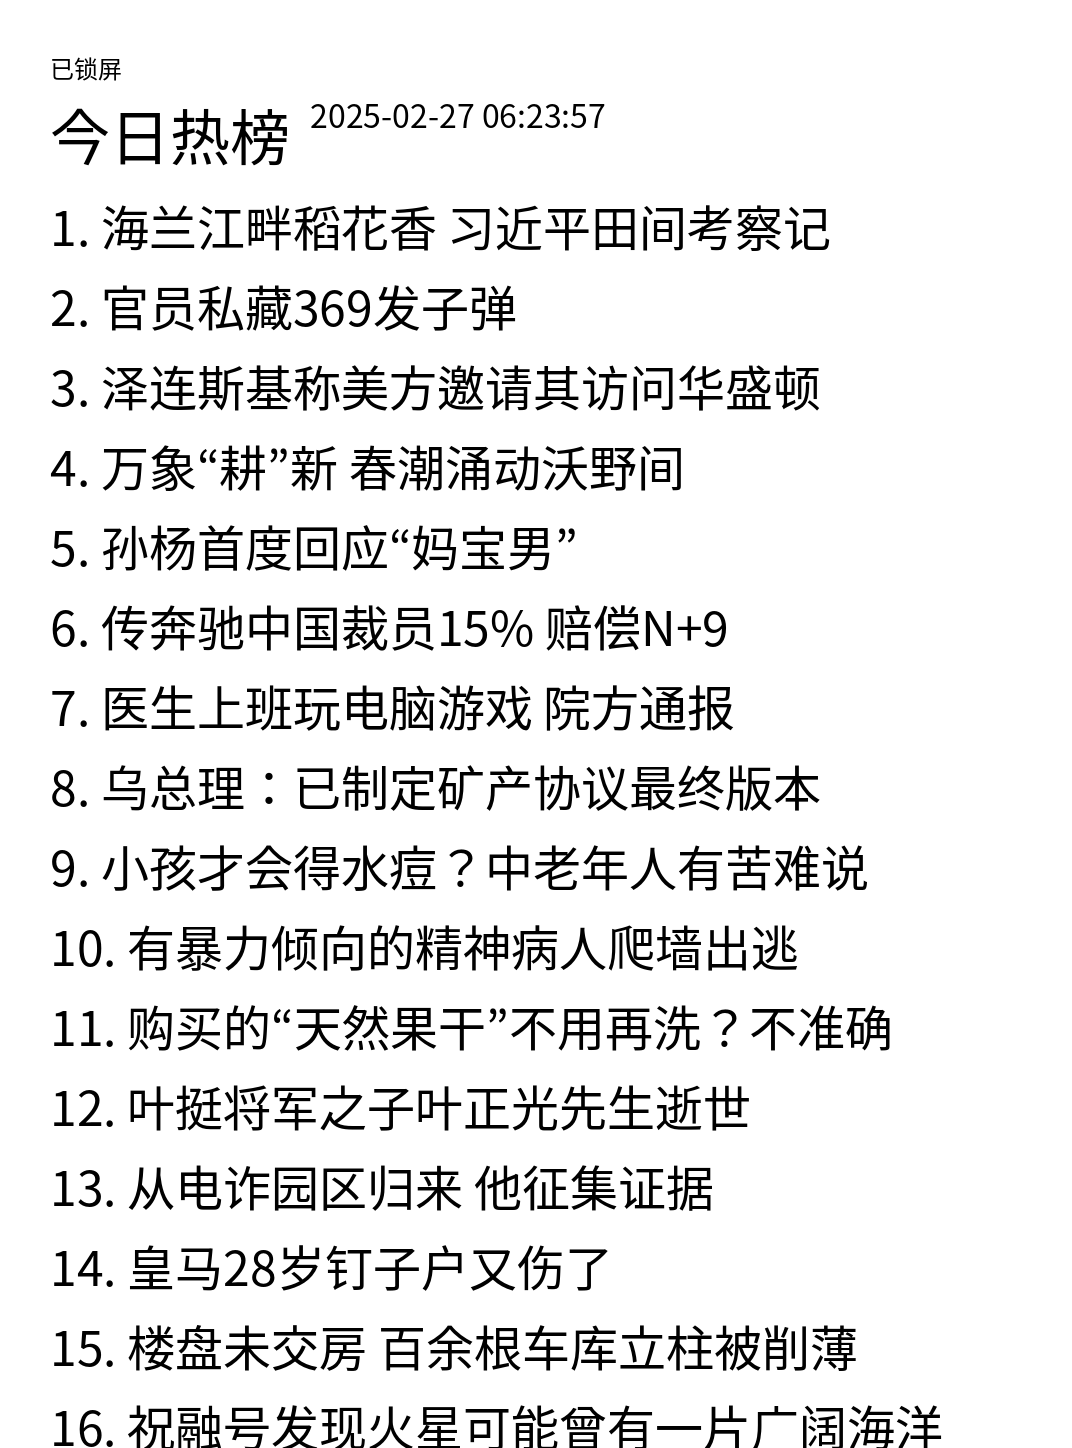 已锁屏
今日热榜 2025-02-27 06:23:57
1. 海兰江畔稻花香 习近平田间考察记
2. 官员私藏369发子弹
3. 泽连斯基称美方邀请其访问华盛顿
4. 万象“耕”新 春潮涌动沃野间
5. 孙杨首度回应“妈宝男”
6. 传奔驰中国裁员15% 赔偿N+9
7. 医生上班玩电脑游戏 院方通报
8. 乌总理：已制定矿产协议最终版本
9. 小孩才会得水痘？中老年人有苦难说
10. 有暴力倾向的精神病人爬墙出逃
11. 购买的“天然果干”不用再洗？不准确
12. 叶挺将军之子叶正光先生逝世
13. 从电诈园区归来 他征集证据
14. 皇马28岁钉子户又伤了
15. 楼盘未交房 百余根车库立柱被削薄
16. 祝融号发现火星可能曾有一片广阔海洋